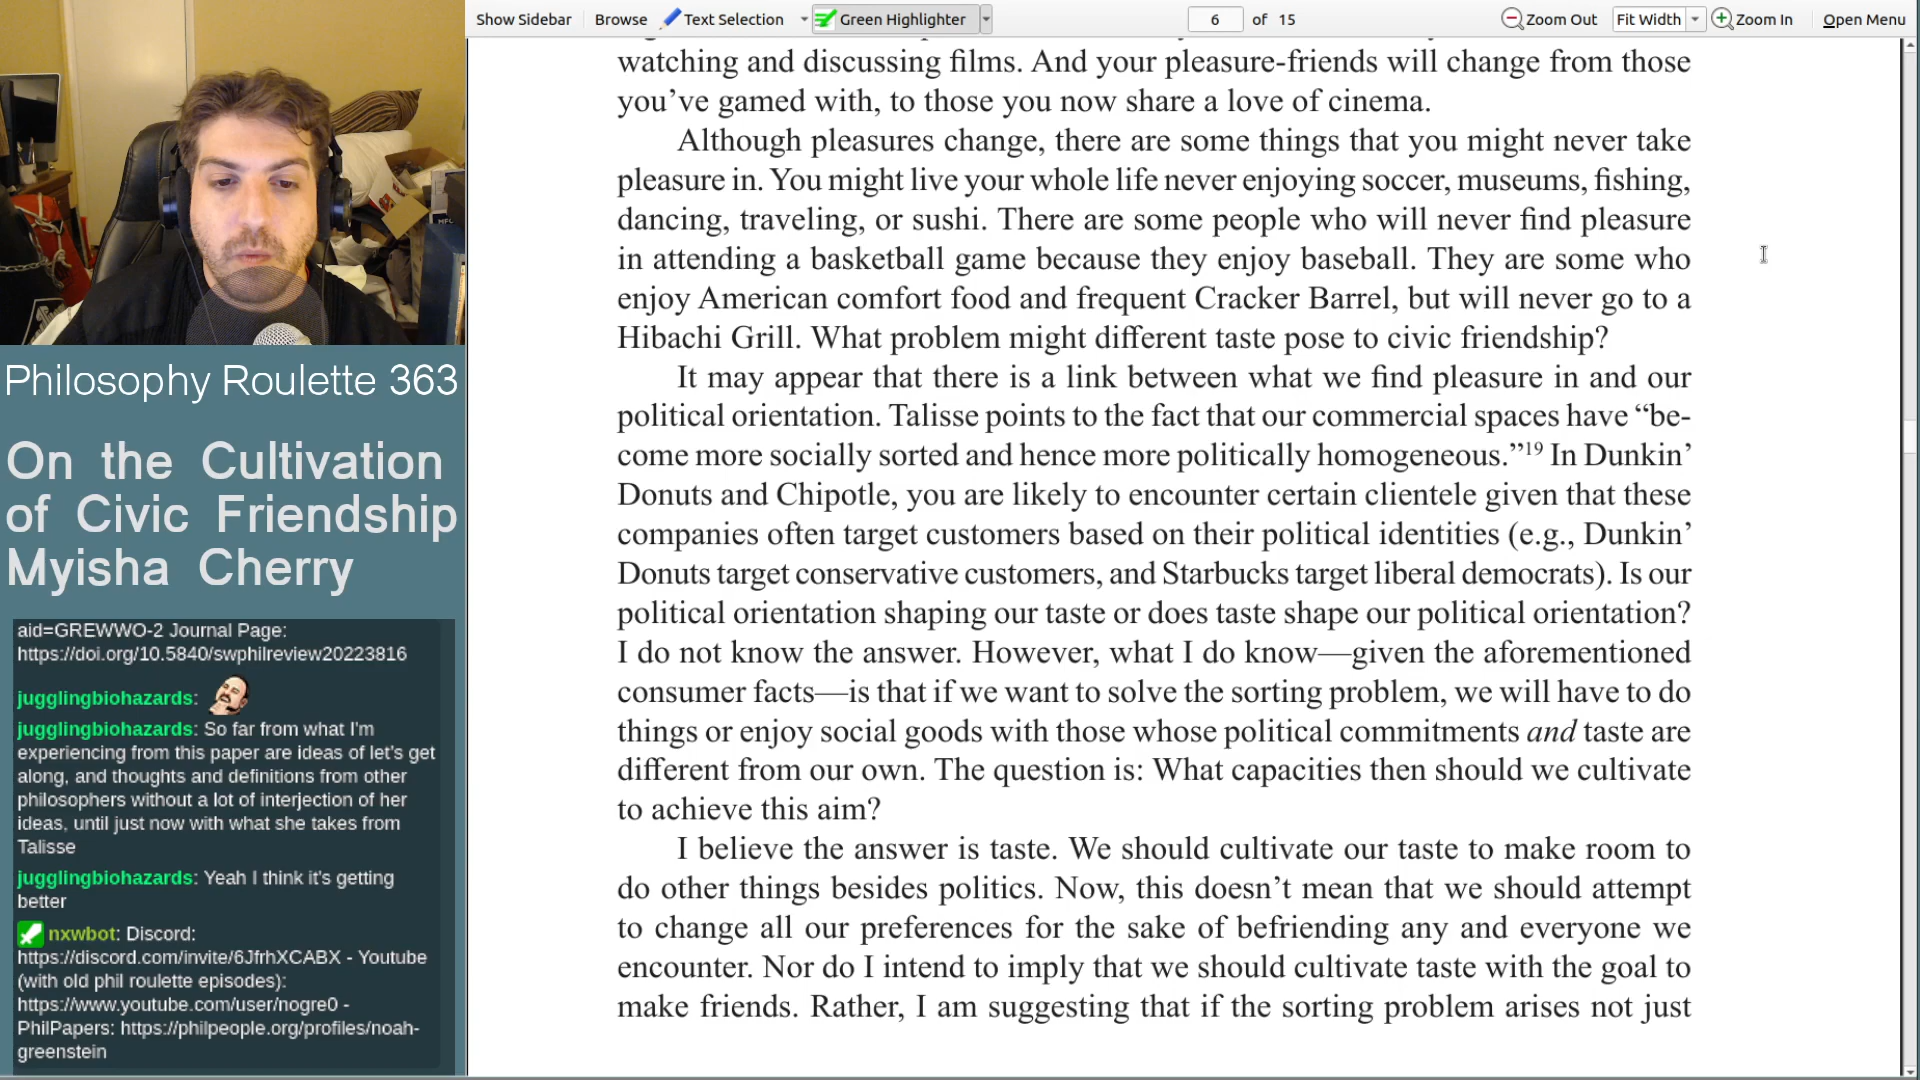 Show Sidebar
Browse
Text Selection
Green Highlighter
6 of 15
Zoom Out
Fit Width
Zoom In
Open Menu
watching and discussing films. And your pleasure-friends will change from those
you've gamed with, to those you now share a love of cinema.
Although pleasures change, there are some things that you might never take
pleasure in. You might live your whole life never enjoying soccer, museums, fishing,
dancing, traveling, or sushi. There are some people who will never find pleasure
in attending a basketball game because they enjoy baseball. They are some who
enjoy American comfort food and frequent Cracker Barrel, but will never go to a
Hibachi Grill. What problem might different taste pose to civic friendship?
It may appear that there is a link between what we find pleasure in and our
political orientation. Talisse points to the fact that our commercial spaces have “be-
come more socially sorted and hence more politically homogeneous.”19 In Dunkin’
Donuts and Chipotle, you are likely to encounter certain clientele given that these
companies often target customers based on their political identities (e.g., Dunkin’
Donuts target conservative customers, and Starbucks target liberal democrats). Is our
political orientation shaping our taste or does taste shape our political orientation?
I do not know the answer. However, what I do know—given the aforementioned
consumer facts—is that if we want to solve the sorting problem, we will have to do
things or enjoy social goods with those whose political commitments and taste are
different from our own. The question is: What capacities then should we cultivate
to achieve this aim?
I believe the answer is taste. We should cultivate our taste to make room to
do other things besides politics. Now, this doesn’t mean that we should attempt
to change all our preferences for the sake of befriending any and everyone we
encounter. Nor do I intend to imply that we should cultivate taste with the goal to
make friends. Rather, I am suggesting that if the sorting problem arises not just
Philosophy Roulette 363
On the Cultivation
of Civic Friendship
Myisha Cherry
aid=GREWWO-2 Journal Page:
https://doi.org/10.5840/swphilreview20223816
jugglingbiohazards:
jugglingbiohazards: So far from what I'm
experiencing from this paper are ideas of let's get
along, and thoughts and definitions from other
philosophers without a lot of interjection of her
ideas, until just now with what she takes from
Talisse
jugglingbiohazards: Yeah I think it's getting
better
nxwbot: Discord:
https://discord.com/invite/6JfrhXCABX - Youtube
(with old phil roulette episodes):
https://www.youtube.com/user/nogre0 -
PhilPapers: https://philpeople.org/profiles/noah-
greenstein